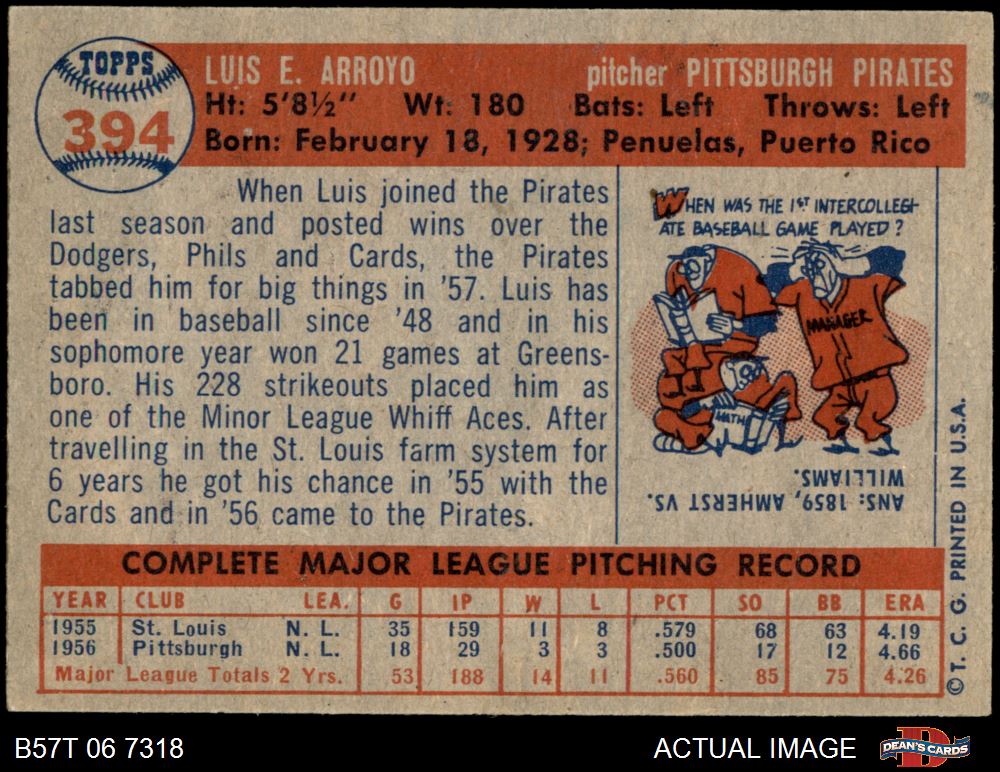 TOPPS
394
LUIS E. ARROYO pitcher PITTSBURGH PIRATES
Ht: 5'8½" Wt: 180 Bats: Left Throws: Left
Born: February 18, 1928; Penuelas, Puerto Rico
When Luis joined the Pirates
last season and posted wins over the
Dodgers, Phils and Cards, the Pirates
tabbed him for big things in '57. Luis has
been in baseball since '48 and in his
sophomore year won 21 games at Greens-
boro. His 228 strikeouts placed him as
one of the Minor League Whiff Aces. After
travelling in the St. Louis farm system for
6 years he got his chance in '55 with the
Cards and in '56 came to the Pirates.
WHEN WAS THE 1ST INTERCOLLEGI-
ATE BASEBALL GAME PLAYED?
MANAGER
MATH
ANS: 1859, AMHERST VS.
WILLIAMS.
COMPLETE MAJOR LEAGUE PITCHING RECORD
YEAR CLUB LEA. G IP W L PCT SO BB ERA
1955 St. Louis N. L. 35 159 11 8 .579 68 63 4.19
1956 Pittsburgh N. L. 18 29 3 3 .500 17 12 4.66
Major League Totals 2 Yrs. 53 188 14 11 .560 85 75 4.26
© T. C. G. PRINTED IN U.S.A.
B57T 06 7318 ACTUAL IMAGE
DEAN'S CARDS